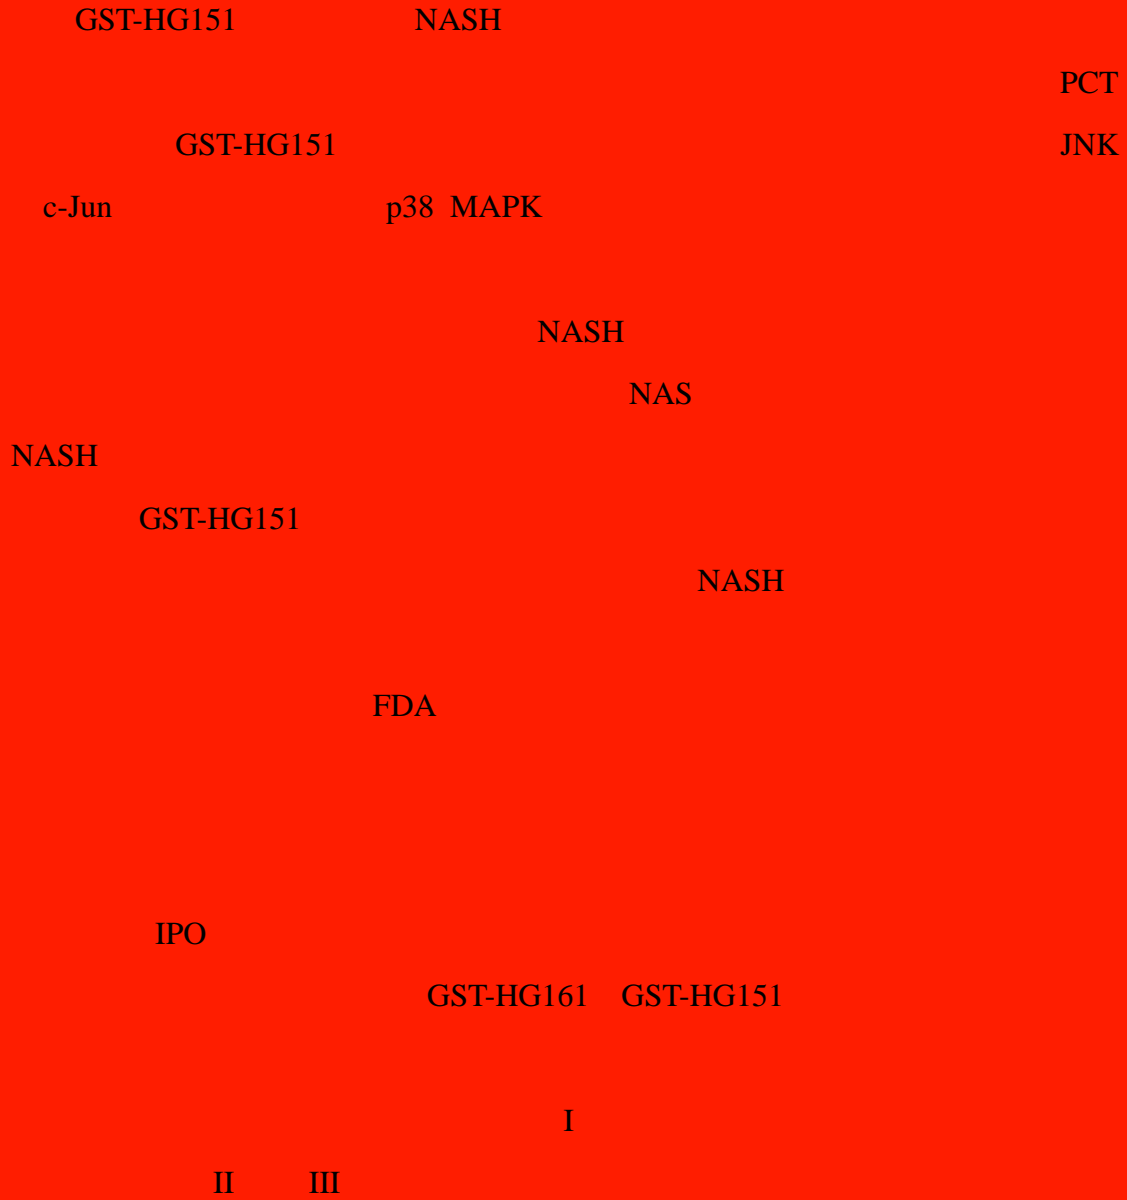 GST-HG151 NASH
PCT
GST-HG151 JNK
c-Jun p38 MAPK
NASH
NAS
NASH
GST-HG151
NASH
FDA
IPO
GST-HG161 GST-HG151
I
II III